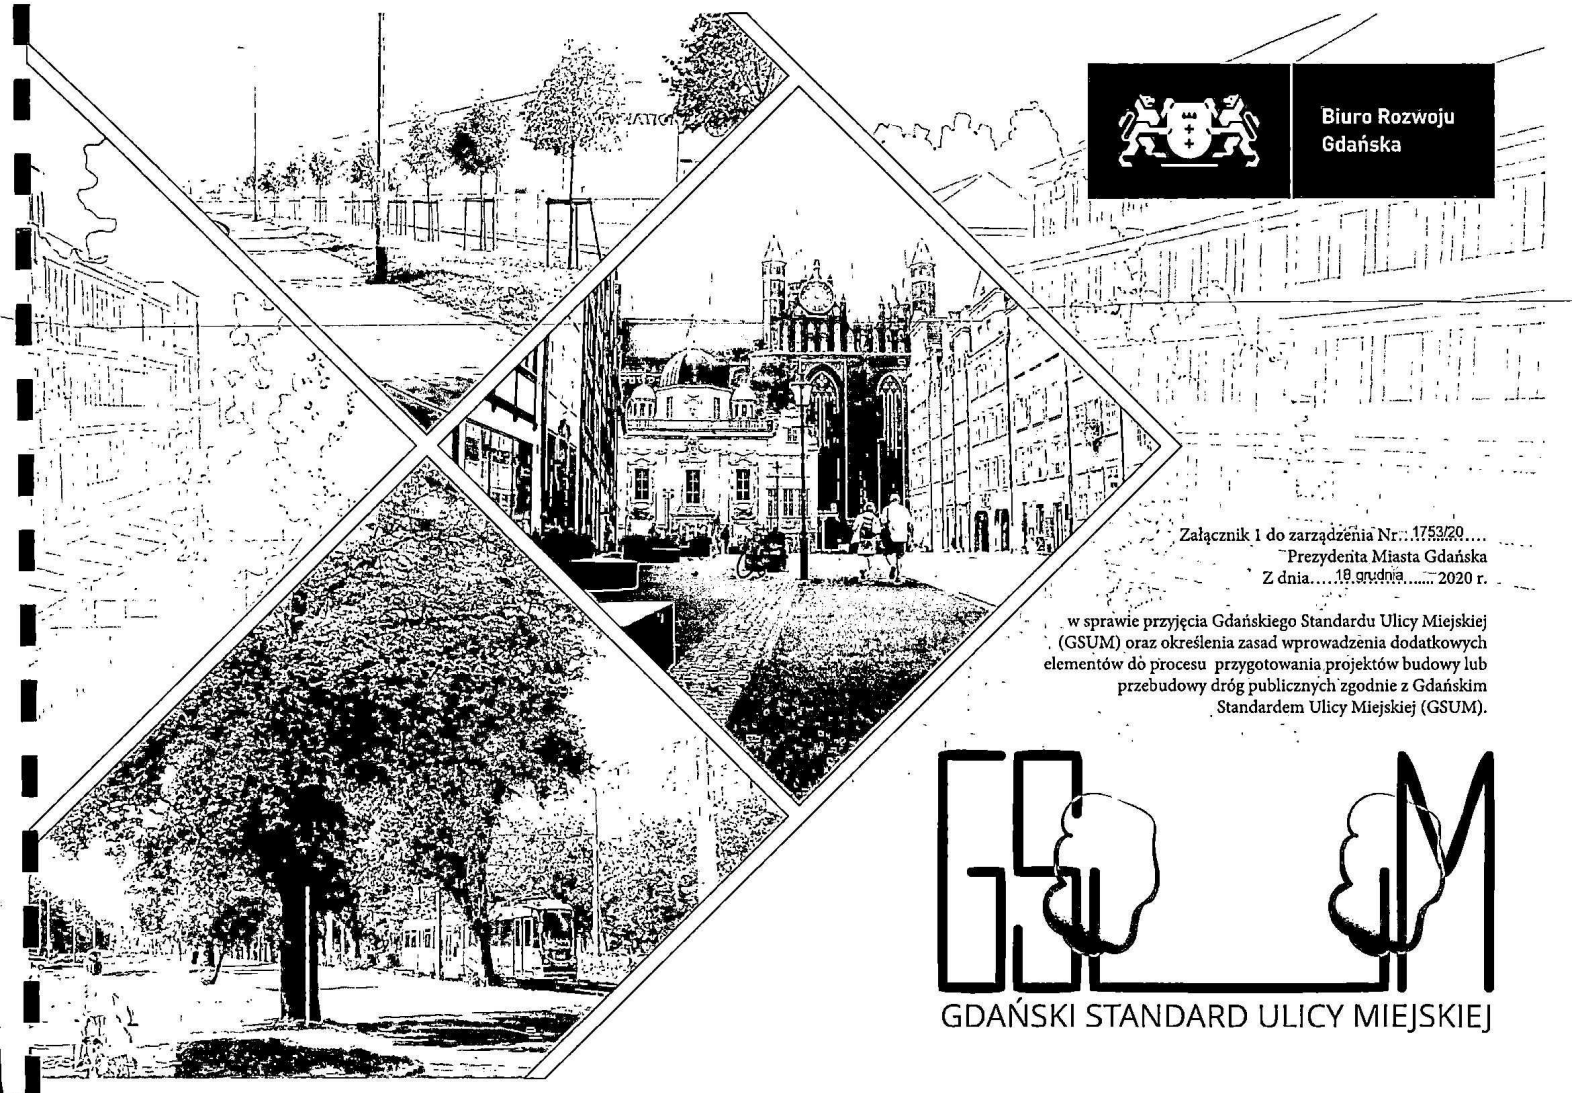 Biuro Rozwoju
Gdańska
Załącznik 1 do zarządzenia Nr...1753/20....
Prezydenta Miasta Gdańska
Z dnia.....18 grudnia....... 2020 r.
w sprawie przyjęcia Gdańskiego Standardu Ulicy Miejskiej
(GSUM) oraz określenia zasad wprowadzenia dodatkowych
elementów do procesu przygotowania projektów budowy lub
przebudowy dróg publicznych zgodnie z Gdańskim
Standardem Ulicy Miejskiej (GSUM).
GSUM
GDAŃSKI STANDARD ULICY MIEJSKIEJ